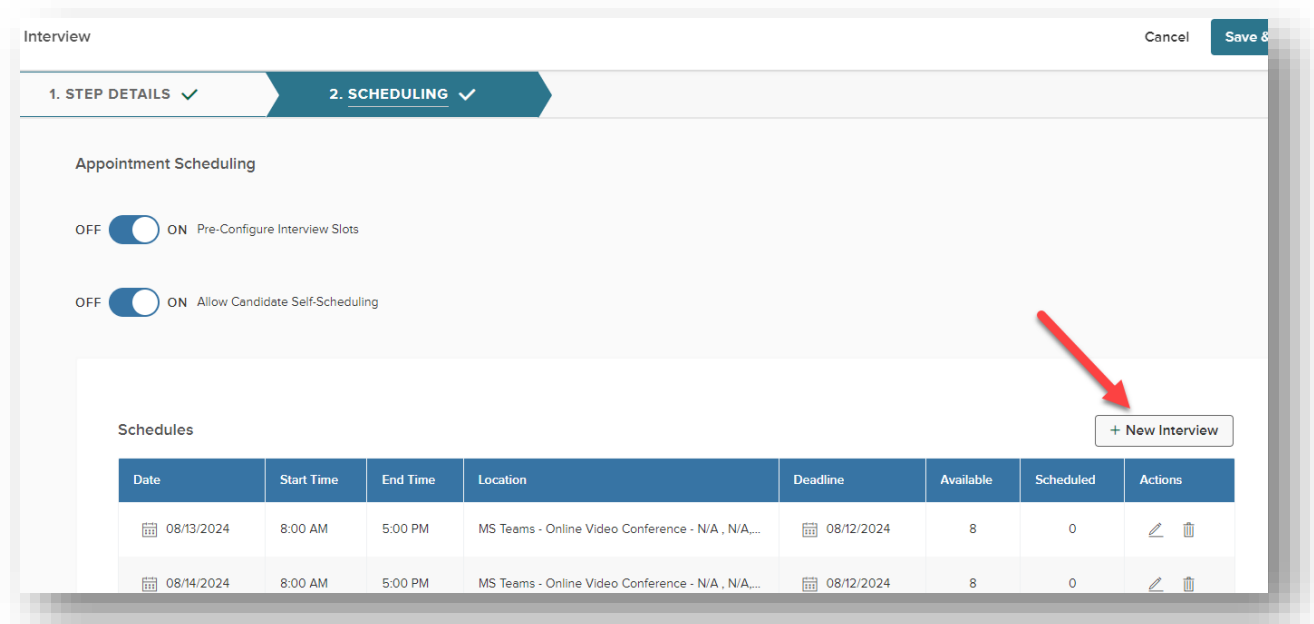 Interview Cancel Save &
1. STEP DETAILS 2. SCHEDULING
Appointment Scheduling
OFF ON Pre-Configure Interview Slots
OFF ON Allow Candidate Self-Scheduling
Schedules + New Interview
Date Start Time End Time Location Deadline Available Scheduled Actions
08/13/2024 8:00 AM 5:00 PM MS Teams - Online Video Conference - N/A , N/A,... 08/12/2024 8 0
08/14/2024 8:00 AM 5:00 PM MS Teams - Online Video Conference - N/A , N/A,... 08/12/2024 8 0